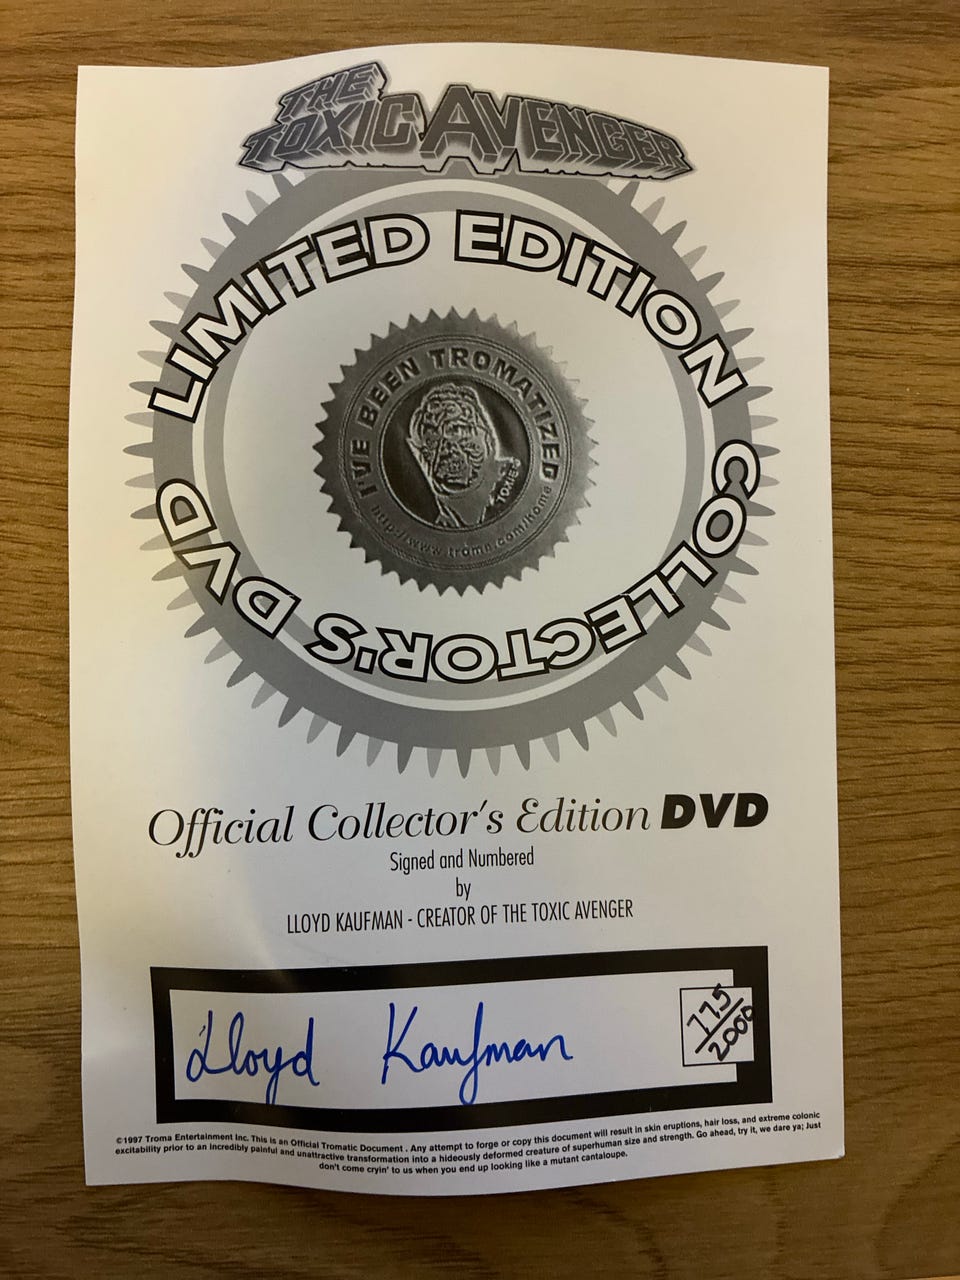 THE
TOXIC AVENGER
LIMITED EDITION COLLECTOR'S DVD
I'VE BEEN TROMATIZED
TOXIE
http://www.troma.com/home
Official Collector's Edition DVD
Signed and Numbered
by
LLOYD KAUFMAN - CREATOR OF THE TOXIC AVENGER
Lloyd Kaufman
775/2000
©1997 Troma Entertainment Inc. This is an Official Tromatic Document . Any attempt to forge or copy this document will result in skin eruptions, hair loss, and extreme colonic
excitability prior to an incredibly painful and unattractive transformation into a hideously deformed creature of superhuman size and strength. Go ahead, try it, we dare ya; Just
don't come cryin' to us when you end up looking like a mutant cantaloupe.